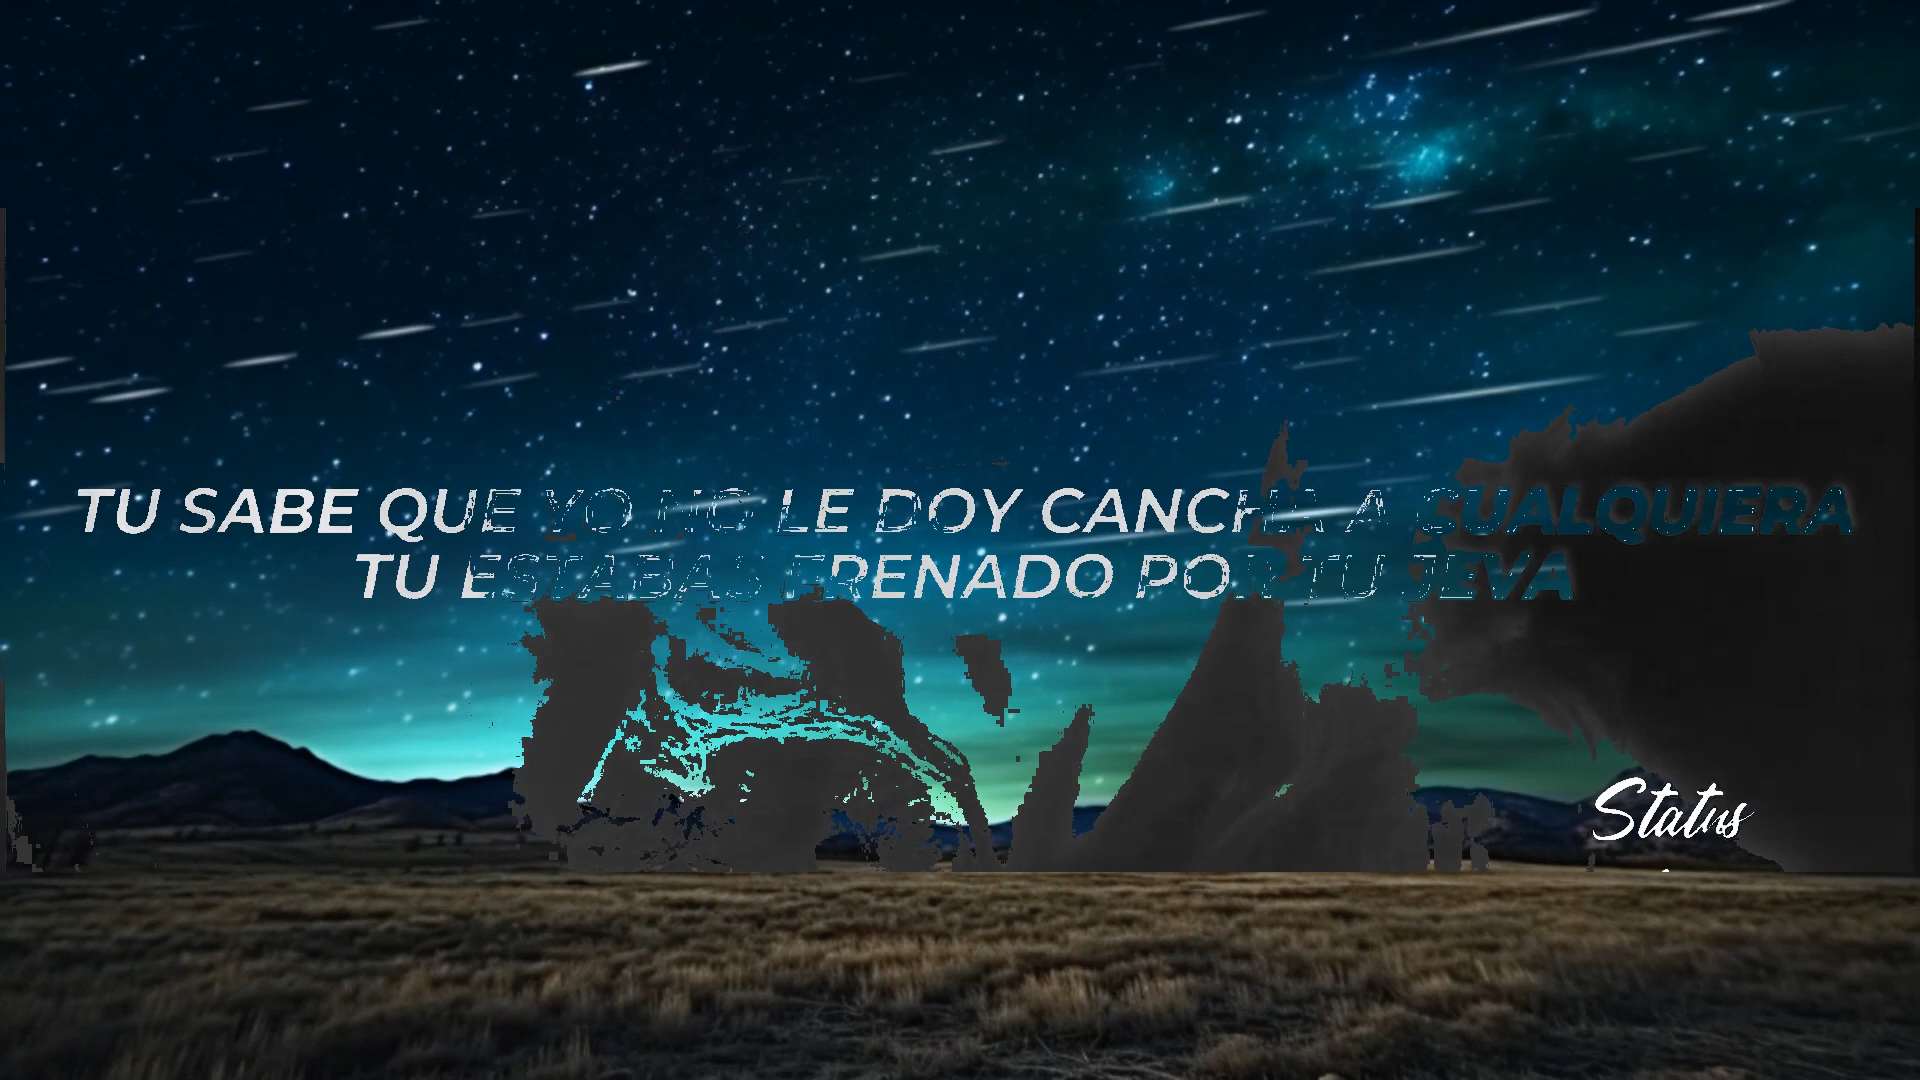 TU SABE QUE YO NO LE DOY CANCHA A CUALQUIERA
TU ESTABAS FRENADO POR TU JEVA
Status